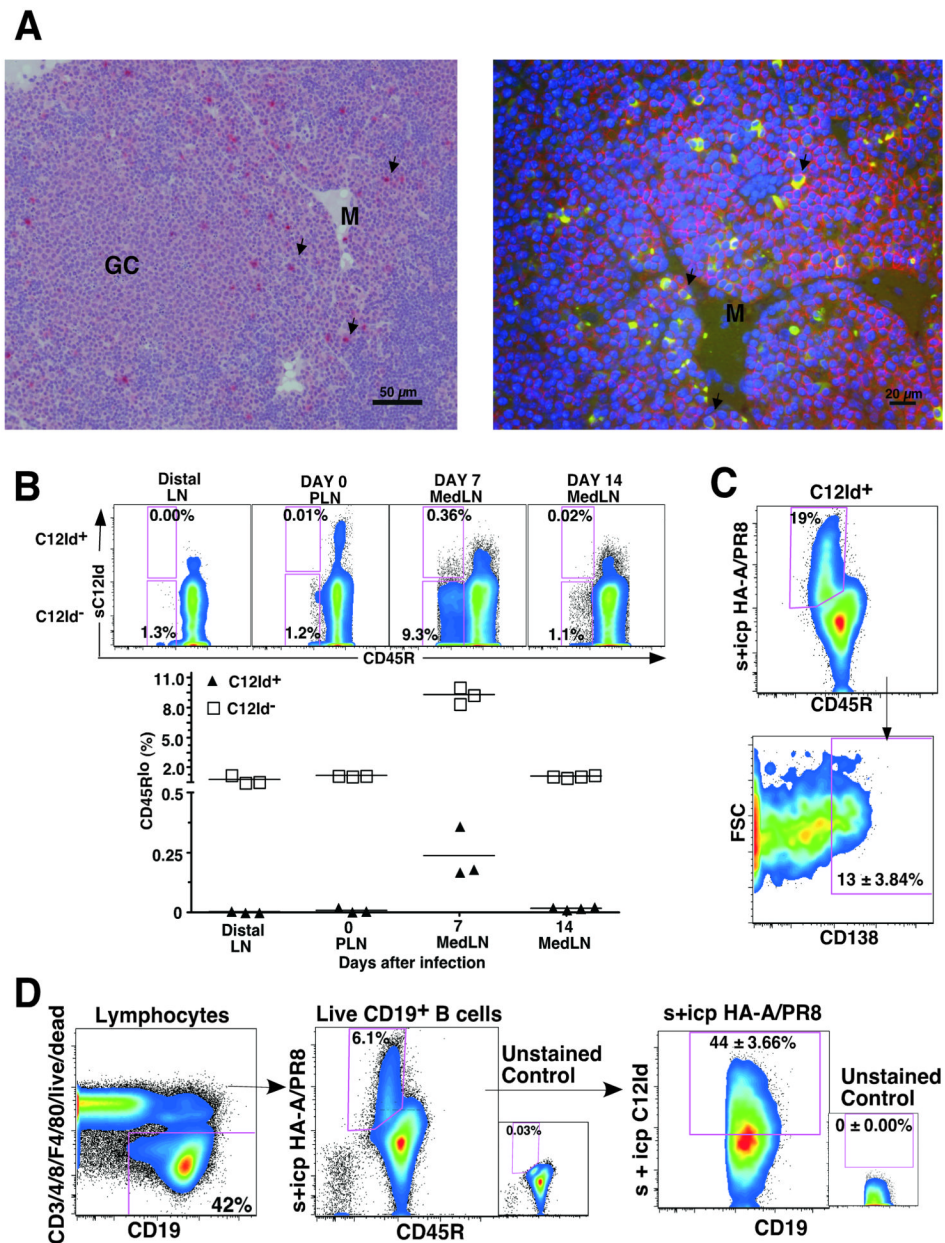 A
GC
M
50 µm
M
20 µm
B
Distal LN
DAY 0 PLN
DAY 7 MedLN
DAY 14 MedLN
C12Id+
C12Id-
sC12Id
0.00%
0.01%
0.36%
0.02%
1.3%
1.2%
9.3%
1.1%
CD45R
CD45Rlo (%)
11.0
8.0
5.0
2.0
0.5
0.25
0
C12Id+
C12Id-
Distal LN
0 PLN
7 MedLN
14 MedLN
Days after infection
C
C12Id+
s+icp HA-A/PR8
19%
CD45R
FSC
13 ± 3.84%
CD138
D
Lymphocytes
CD3/4/8/F4/80/live/dead
42%
CD19
Live CD19+ B cells
s+icp HA-A/PR8
6.1%
CD45R
Unstained Control
0.03%
s+icp HA-A/PR8
s + icp C12Id
44 ± 3.66%
CD19
Unstained Control
0 ± 0.00%